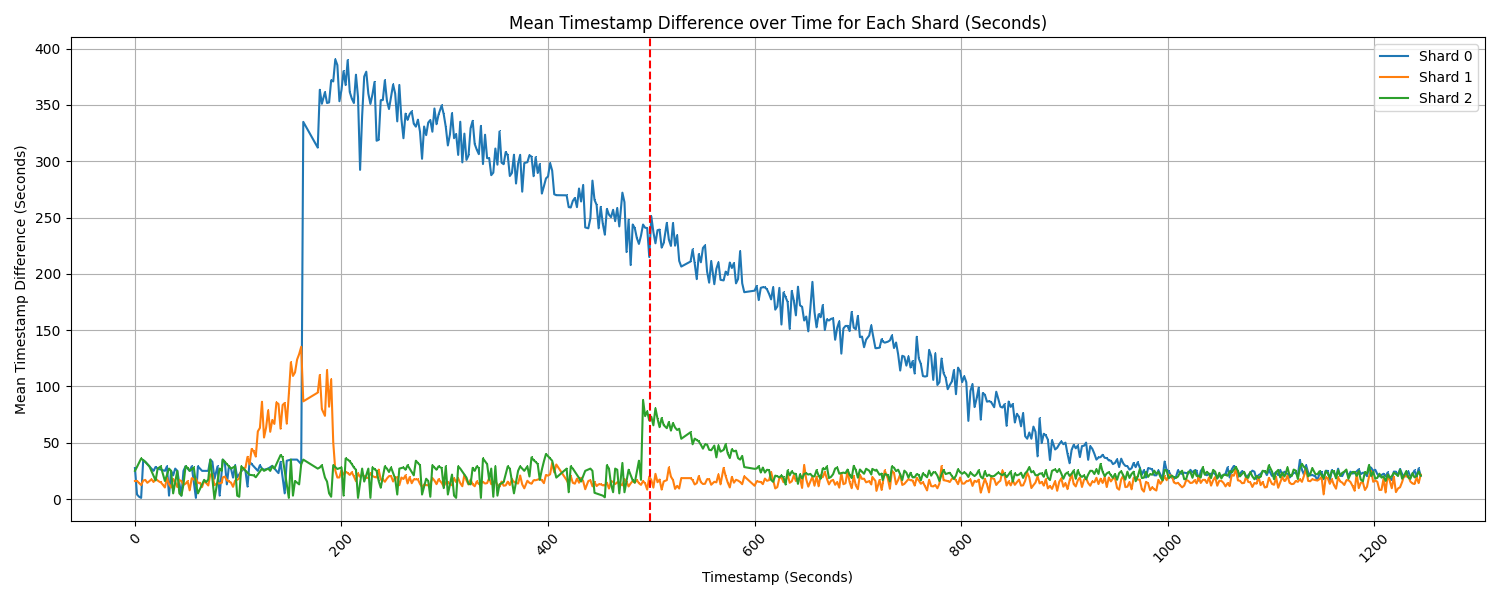 Mean Timestamp Difference over Time for Each Shard (Seconds)
Mean Timestamp Difference (Seconds)
400
350
300
250
200
150
100
50
0
Shard 0
Shard 1
Shard 2
0
200
400
600
800
1000
1200
Timestamp (Seconds)